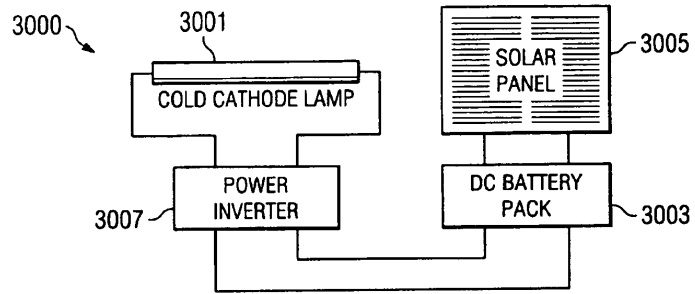 3000
3001
COLD CATHODE LAMP
SOLAR
PANEL
3005
POWER
INVERTER
3007
DC BATTERY
PACK
3003